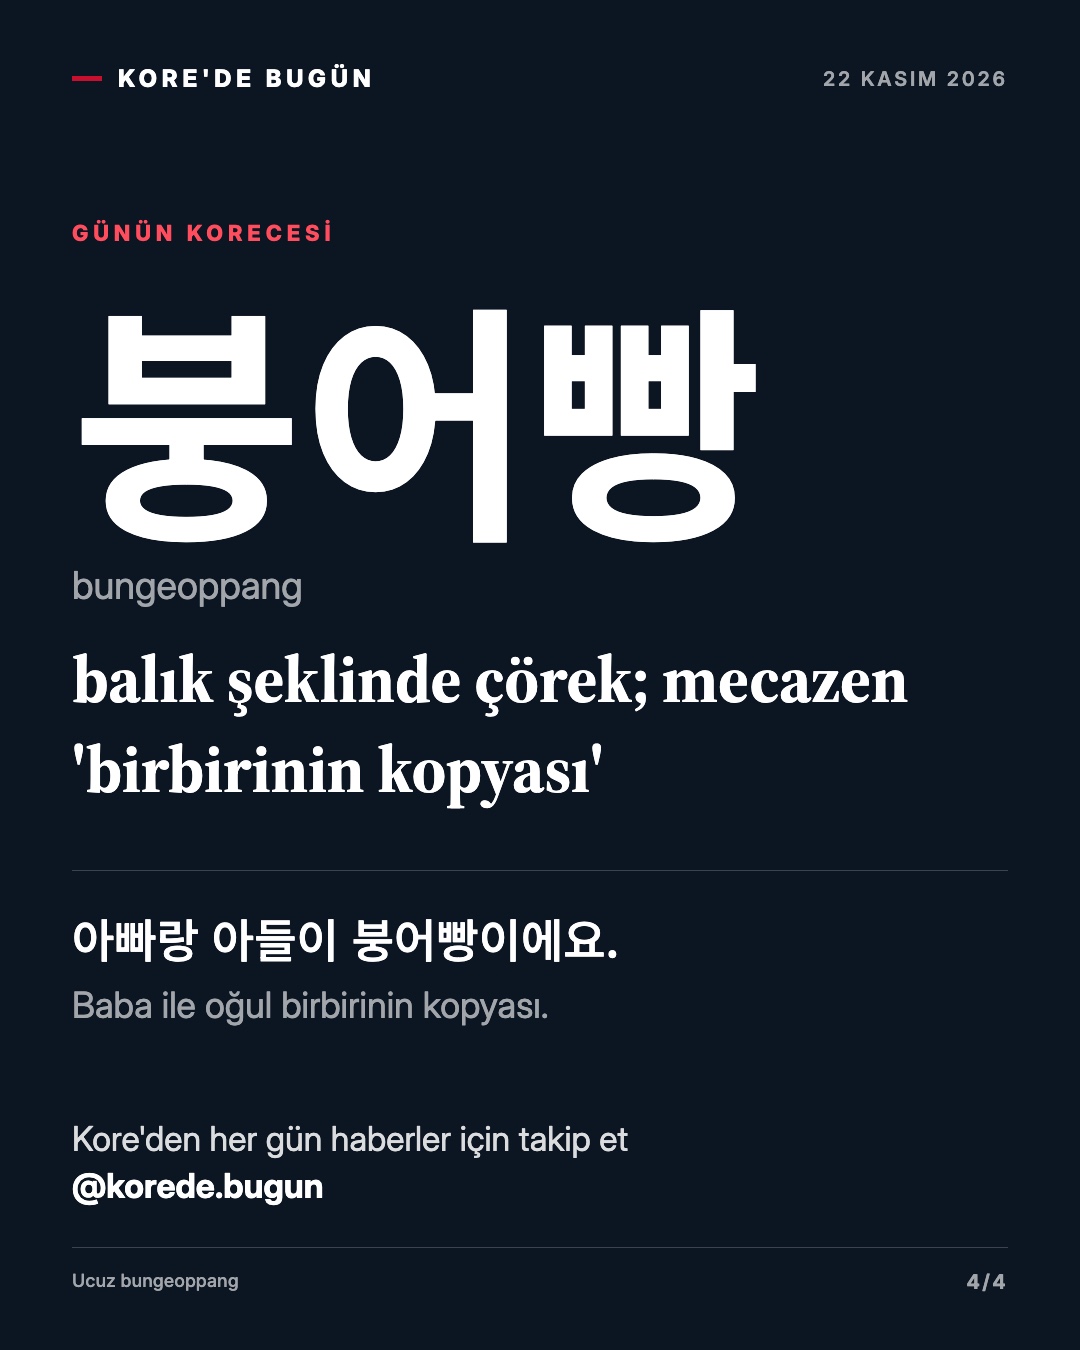 KORE'DE BUGÜN
22 KASIM 2026
GÜNÜN KORECESİ
붕어빵
bungeoppang
balık şeklinde çörek; mecazen
'birbirinin kopyası'
아빠랑 아들이 붕어빵이에요.
Baba ile oğul birbirinin kopyası.
Kore'den her gün haberler için takip et
@korede.bugun
Ucuz bungeoppang
4/4